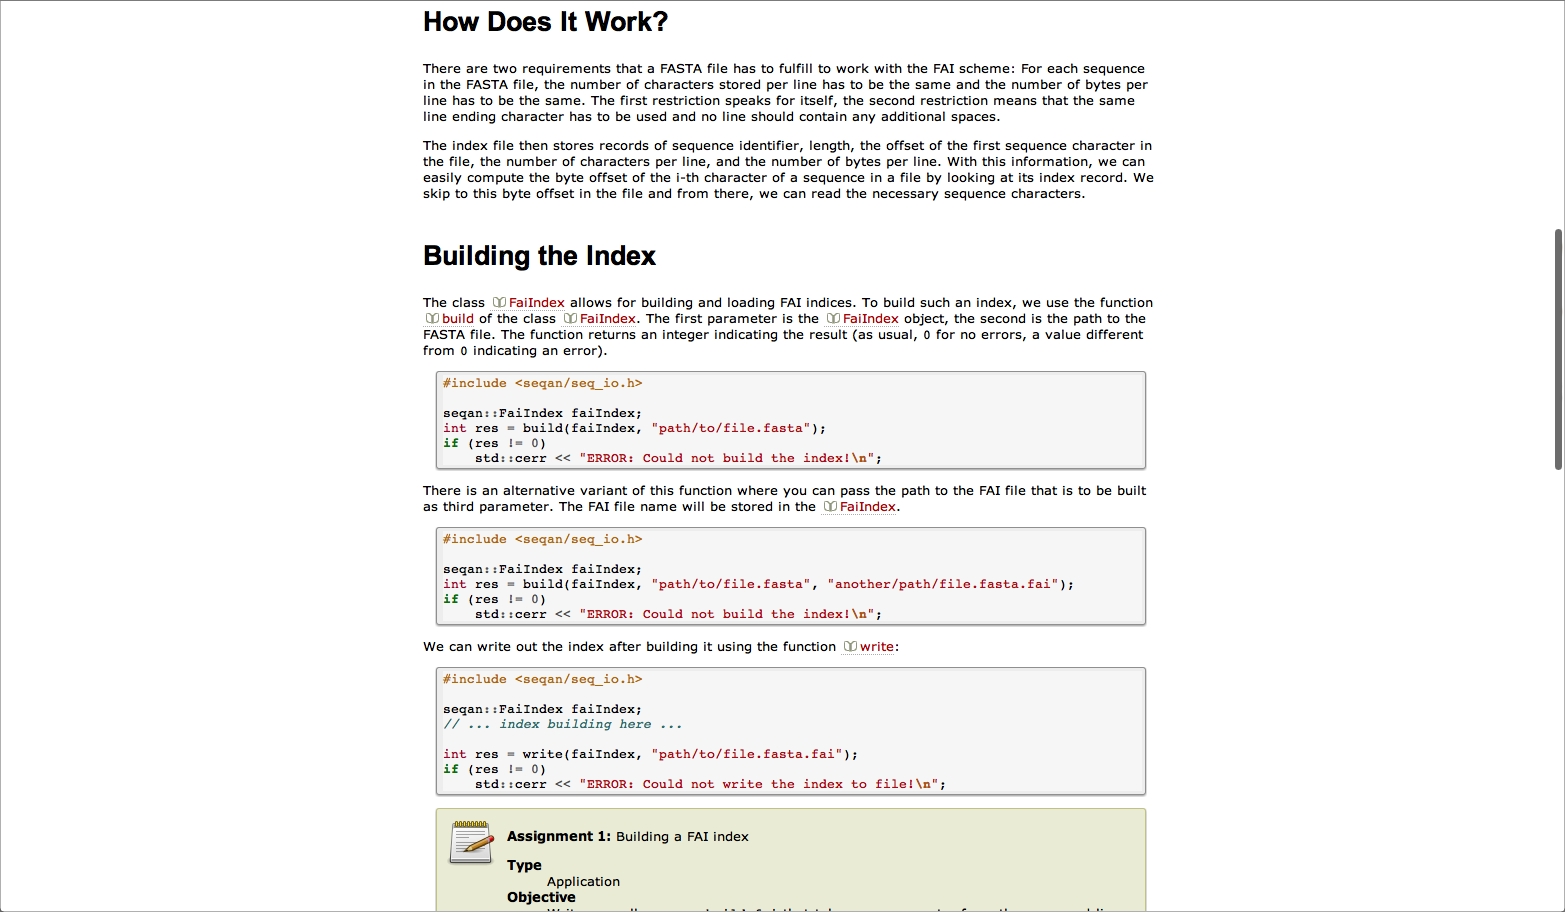 How Does It Work?
There are two requirements that a FASTA file has to fulfill to work with the FAI scheme: For each sequence
in the FASTA file, the number of characters stored per line has to be the same and the number of bytes per
line has to be the same. The first restriction speaks for itself, the second restriction means that the same
line ending character has to be used and no line should contain any additional spaces.
The index file then stores records of sequence identifier, length, the offset of the first sequence character in
the file, the number of characters per line, and the number of bytes per line. With this information, we can
easily compute the byte offset of the i-th character of a sequence in a file by looking at its index record. We
skip to this byte offset in the file and from there, we can read the necessary sequence characters.
Building the Index
The class FaiIndex allows for building and loading FAI indices. To build such an index, we use the function
build of the class FaiIndex. The first parameter is the FaiIndex object, the second is the path to the
FASTA file. The function returns an integer indicating the result (as usual, 0 for no errors, a value different
from 0 indicating an error).
#include <seqan/seq_io.h>
seqan::FaiIndex faiIndex;
int res = build(faiIndex, "path/to/file.fasta");
if (res != 0)
    std::cerr << "ERROR: Could not build the index!\n";
There is an alternative variant of this function where you can pass the path to the FAI file that is to be built
as third parameter. The FAI file name will be stored in the FaiIndex.
#include <seqan/seq_io.h>
seqan::FaiIndex faiIndex;
int res = build(faiIndex, "path/to/file.fasta", "another/path/file.fasta.fai");
if (res != 0)
    std::cerr << "ERROR: Could not build the index!\n";
We can write out the index after building it using the function write:
#include <seqan/seq_io.h>
seqan::FaiIndex faiIndex;
// ... index building here ...
int res = write(faiIndex, "path/to/file.fasta.fai");
if (res != 0)
    std::cerr << "ERROR: Could not write the index to file!\n";
Assignment 1: Building a FAI index
Type
Application
Objective